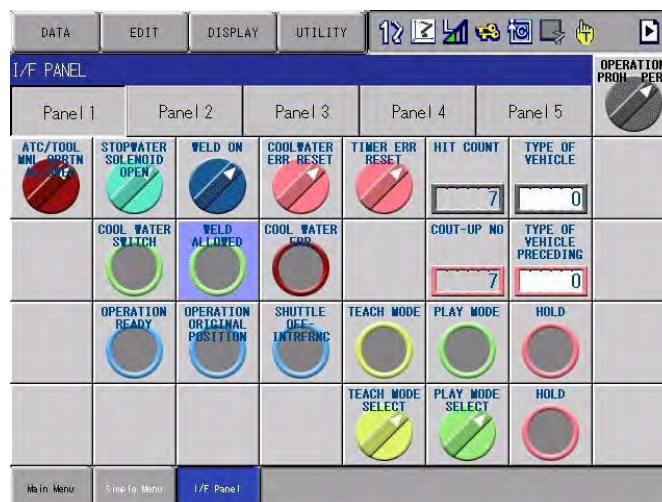 DATA EDIT DISPLAY UTILITY
I/F PANEL
OPERATION
PROH PER
Panel 1 Panel 2 Panel 3 Panel 4 Panel 5
ATC/TOOL
MNL OPRTN
ALLOWED
STOPWATER
SOLENOID
OPEN
WELD ON
COOLWATER
ERR RESET
TIMER ERR
RESET
HIT COUNT
7
TYPE OF
VEHICLE
0
COOL WATER
SWITCH
WELD
ALLOWED
COOL WATER
ERR
COUT-UP NO
7
TYPE OF
VEHICLE
PRECEDING
0
OPERATION
READY
OPERATION
ORIGINAL
POSITION
SHUTTLE
OFF-
INTRFRNC
TEACH MODE
PLAY MODE
HOLD
TEACH MODE
SELECT
PLAY MODE
SELECT
HOLD
Main Menu Simple Menu I/F Panel